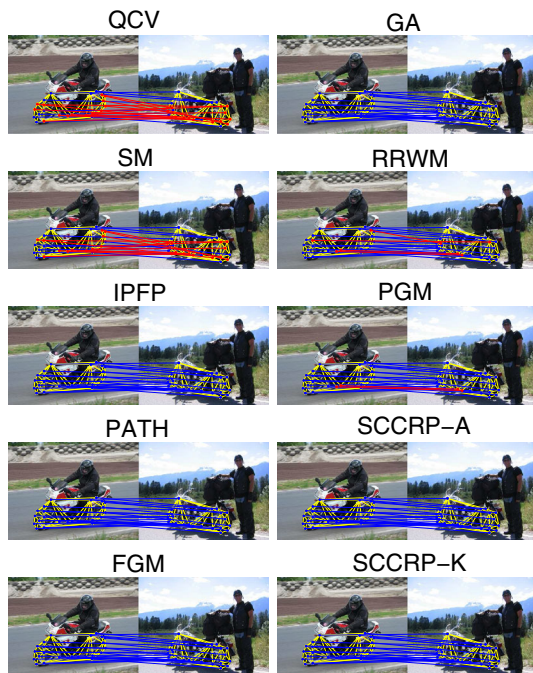 QCV
GA
SM
RRWM
IPFP
PGM
PATH
SCCRP−A
FGM
SCCRP−K